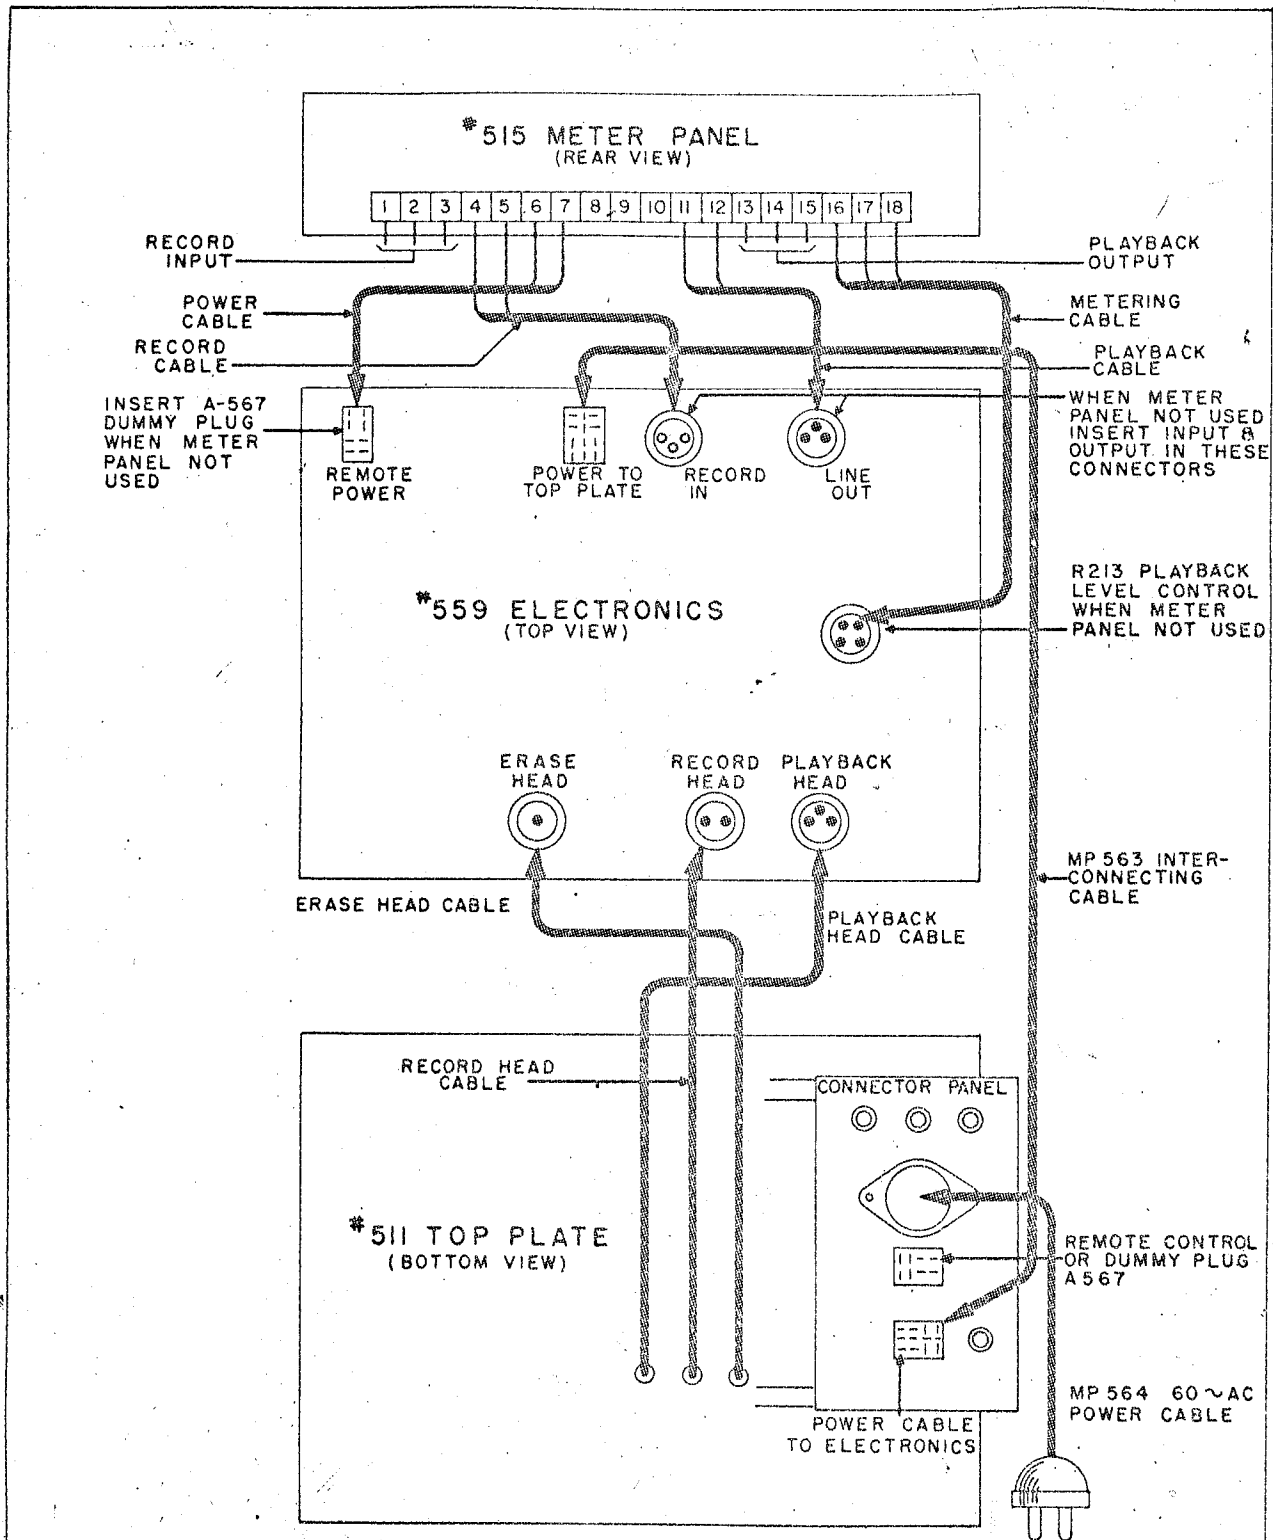 #515 METER PANEL
(REAR VIEW)
1 2 3 4 5 6 7 8 9 10 11 12 13 14 15 16 17 18
RECORD
INPUT
PLAYBACK
OUTPUT
POWER
CABLE
METERING
CABLE
RECORD
CABLE
PLAYBACK
CABLE
INSERT A-567
DUMMY PLUG
WHEN METER
PANEL NOT
USED
WHEN METER
PANEL NOT USED
INSERT INPUT &
OUTPUT IN THESE
CONNECTORS
REMOTE
POWER
POWER TO
TOP PLATE
RECORD
IN
LINE
OUT
#559 ELECTRONICS
(TOP VIEW)
R213 PLAYBACK
LEVEL CONTROL
WHEN METER
PANEL NOT USED
ERASE
HEAD
RECORD
HEAD
PLAYBACK
HEAD
MP 563 INTER-
CONNECTING
CABLE
ERASE HEAD CABLE
PLAYBACK
HEAD CABLE
RECORD HEAD
CABLE
CONNECTOR PANEL
#511 TOP PLATE
(BOTTOM VIEW)
REMOTE CONTROL
OR DUMMY PLUG
A567
MP 564 60~AC
POWER CABLE
POWER CABLE
TO ELECTRONICS